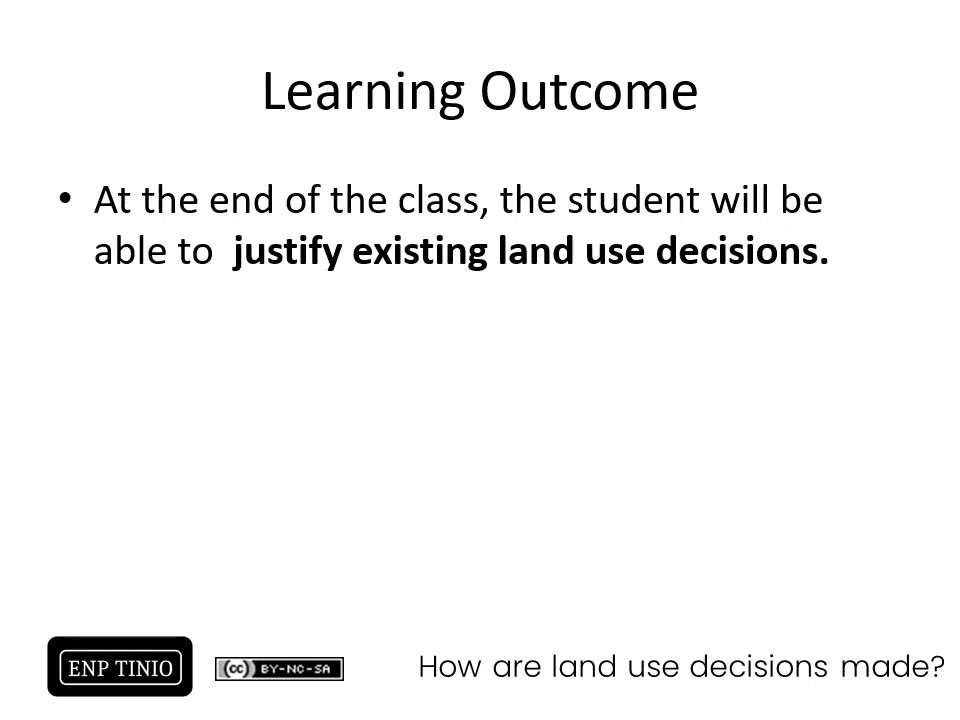 Learning Outcome
• At the end of the class, the student will be
able to  justify existing land use decisions.
ENP TINIO
(cc) BY-NC-SA
How are land use decisions made?